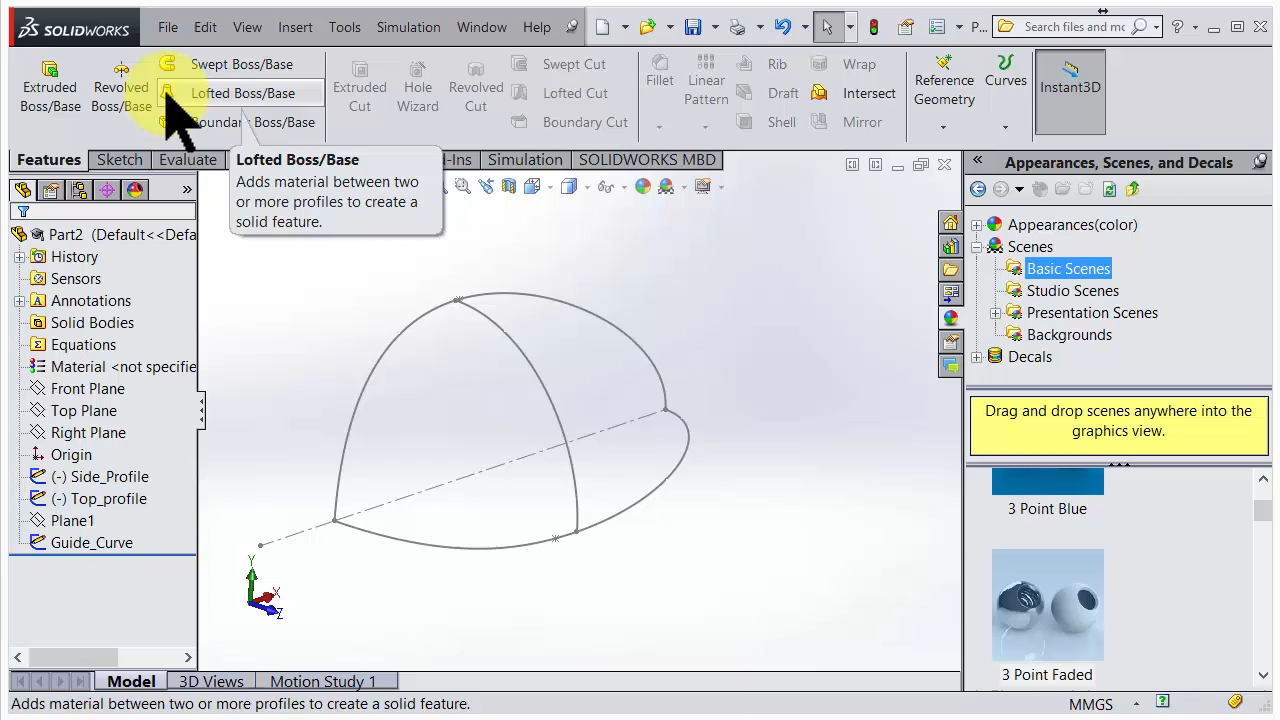 SOLIDWORKS File Edit View Insert Tools Simulation Window Help P... Search files and mc ?
Extruded Boss/Base
Revolved Boss/Base
Swept Boss/Base
Lofted Boss/Base
Boundary Boss/Base
Extruded Cut
Hole Wizard
Revolved Cut
Swept Cut
Lofted Cut
Boundary Cut
Fillet
Linear Pattern
Rib
Draft
Shell
Wrap
Intersect
Mirror
Reference Geometry
Curves
Instant3D
Features Sketch Evaluate d-Ins Simulation SOLIDWORKS MBD
Lofted Boss/Base
Adds material between two
or more profiles to create a
solid feature.
Part2 (Default<<Defa
History
Sensors
Annotations
Solid Bodies
Equations
Material <not specifie
Front Plane
Top Plane
Right Plane
Origin
(-) Side_Profile
(-) Top_profile
Plane1
Guide_Curve
Y
X
Z
Appearances, Scenes, and Decals
Appearances(color)
Scenes
Basic Scenes
Studio Scenes
Presentation Scenes
Backgrounds
Decals
Drag and drop scenes anywhere into the
graphics view.
3 Point Blue
3 Point Faded
Model 3D Views Motion Study 1
Adds material between two or more profiles to create a solid feature. MMGS